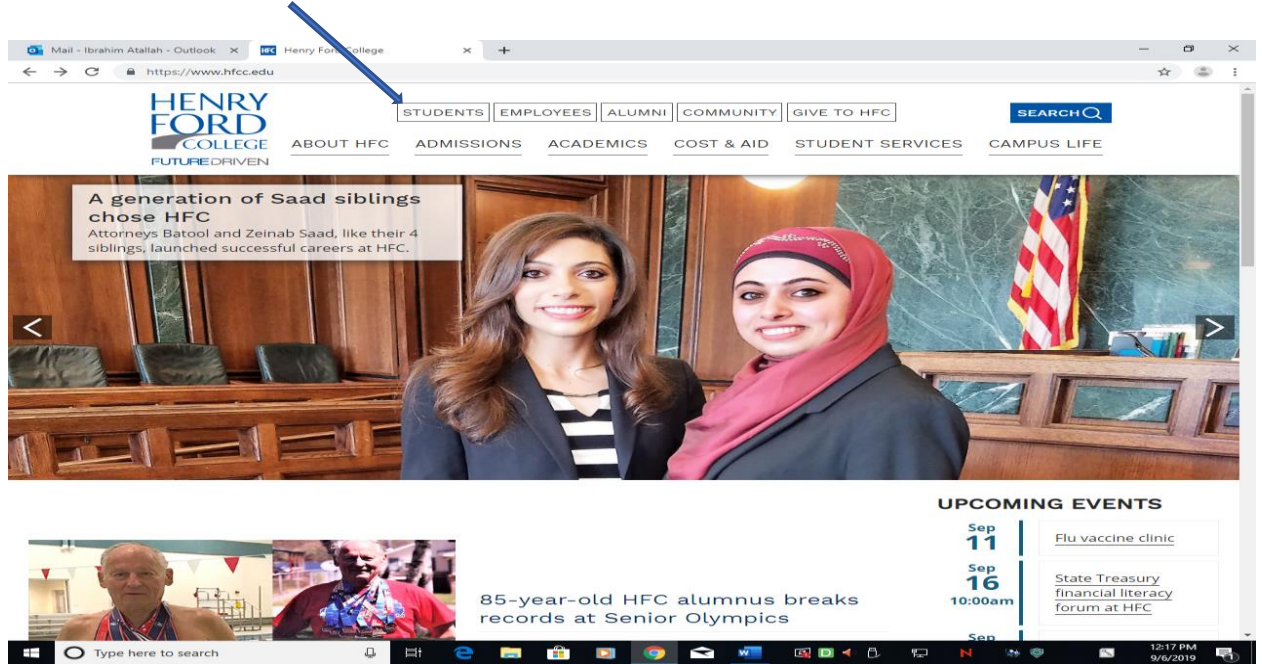 Mail - Ibrahim Atallah - Outlook
HFC Henry Ford College
https://www.hfcc.edu
HENRY
FORD
COLLEGE
FUTUREDRIVEN
STUDENTS EMPLOYEES ALUMNI COMMUNITY GIVE TO HFC
SEARCH
ABOUT HFC ADMISSIONS ACADEMICS COST & AID STUDENT SERVICES CAMPUS LIFE
A generation of Saad siblings
chose HFC
Attorneys Batool and Zeinab Saad, like their 4
siblings, launched successful careers at HFC.
UPCOMING EVENTS
Sep
11
Flu vaccine clinic
Sep
16
10:00am
State Treasury
financial literacy
forum at HFC
Sep
85-year-old HFC alumnus breaks
records at Senior Olympics
Type here to search
12:17 PM
9/6/2019